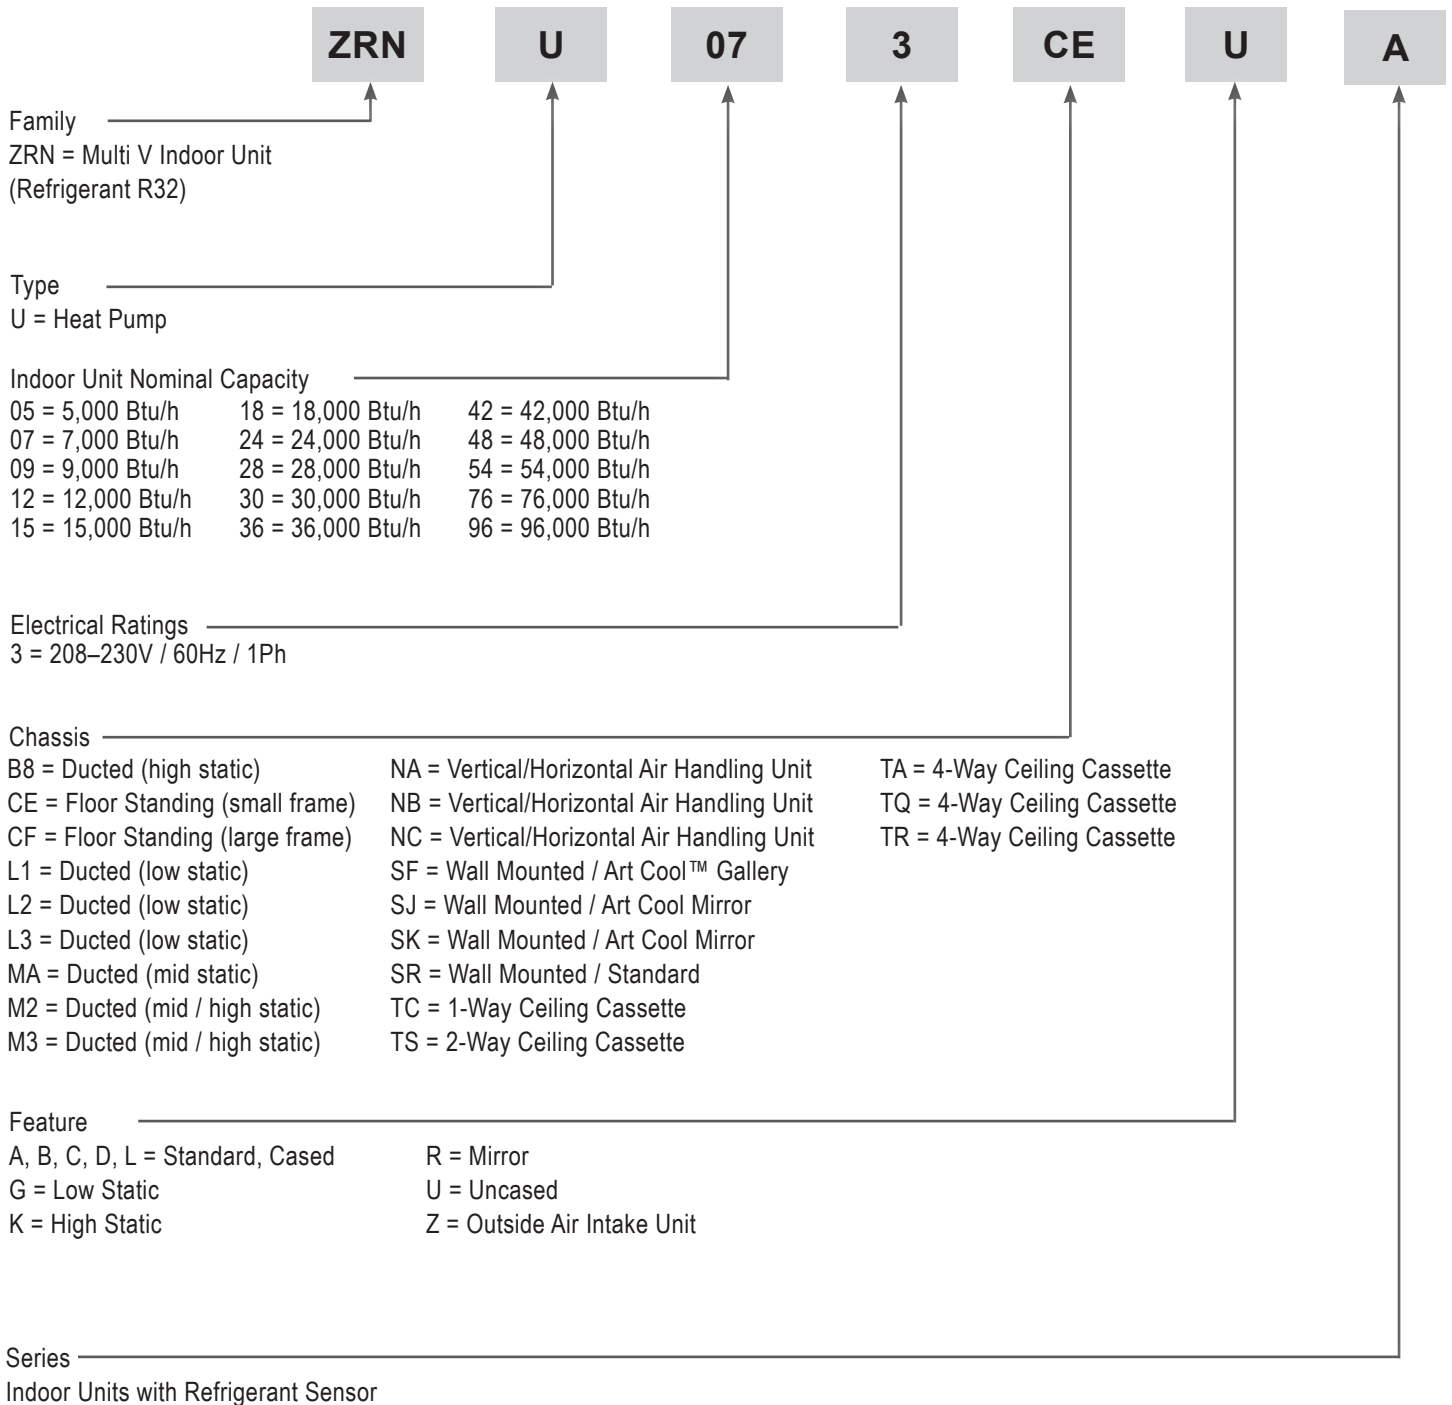 ZRN U 07 3 CE U A
Family
ZRN = Multi V Indoor Unit
(Refrigerant R32)
Type
U = Heat Pump
Indoor Unit Nominal Capacity
05 = 5,000 Btu/h 18 = 18,000 Btu/h 42 = 42,000 Btu/h
07 = 7,000 Btu/h 24 = 24,000 Btu/h 48 = 48,000 Btu/h
09 = 9,000 Btu/h 28 = 28,000 Btu/h 54 = 54,000 Btu/h
12 = 12,000 Btu/h 30 = 30,000 Btu/h 76 = 76,000 Btu/h
15 = 15,000 Btu/h 36 = 36,000 Btu/h 96 = 96,000 Btu/h
Electrical Ratings
3 = 208–230V / 60Hz / 1Ph
Chassis
B8 = Ducted (high static) NA = Vertical/Horizontal Air Handling Unit TA = 4-Way Ceiling Cassette
CE = Floor Standing (small frame) NB = Vertical/Horizontal Air Handling Unit TQ = 4-Way Ceiling Cassette
CF = Floor Standing (large frame) NC = Vertical/Horizontal Air Handling Unit TR = 4-Way Ceiling Cassette
L1 = Ducted (low static) SF = Wall Mounted / Art Cool™ Gallery
L2 = Ducted (low static) SJ = Wall Mounted / Art Cool Mirror
L3 = Ducted (low static) SK = Wall Mounted / Art Cool Mirror
MA = Ducted (mid static) SR = Wall Mounted / Standard
M2 = Ducted (mid / high static) TC = 1-Way Ceiling Cassette
M3 = Ducted (mid / high static) TS = 2-Way Ceiling Cassette
Feature
A, B, C, D, L = Standard, Cased R = Mirror
G = Low Static U = Uncased
K = High Static Z = Outside Air Intake Unit
Series
Indoor Units with Refrigerant Sensor